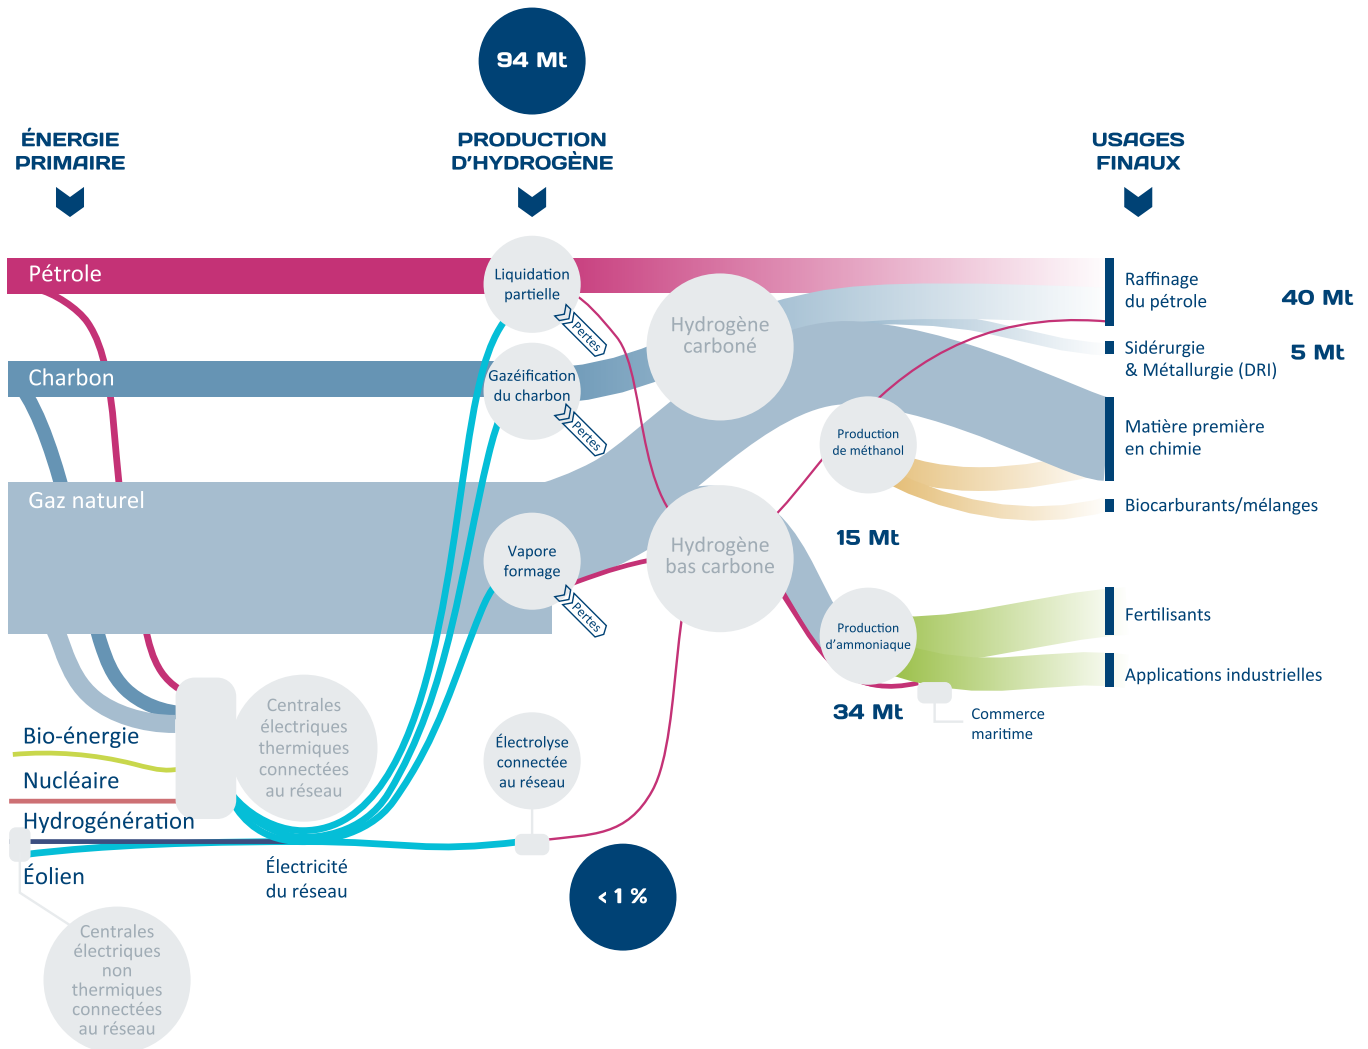 94 Mt
ÉNERGIE
PRIMAIRE
PRODUCTION
D'HYDROGÈNE
USAGES
FINAUX
Pétrole
Charbon
Gaz naturel
Bio-énergie
Nucléaire
Hydrogénération
Éolien
Centrales
électriques
non
thermiques
connectées
au réseau
Centrales
électriques
thermiques
connectées
au réseau
Électricité
du réseau
Liquidation
partielle
Pertes
Gazéification
du charbon
Pertes
Vapore
formage
Pertes
Électrolyse
connectée
au réseau
< 1 %
Hydrogène
carboné
Hydrogène
bas carbone
Production
de méthanol
15 Mt
Production
d'ammoniaque
34 Mt
Commerce
maritime
Raffinage
du pétrole
40 Mt
Sidérurgie
& Métallurgie (DRI)
5 Mt
Matière première
en chimie
Biocarburants/mélanges
Fertilisants
Applications industrielles